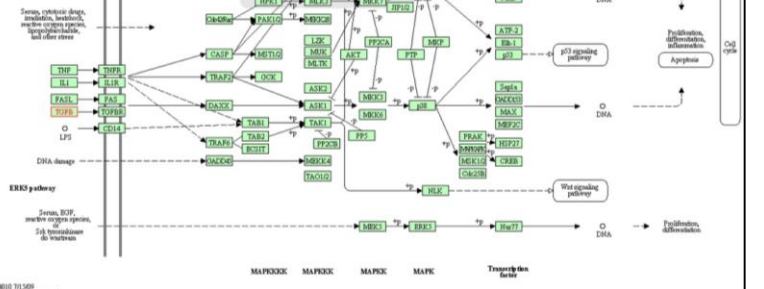 Serum, cytotoxic drugs,
irradiation, heatshock,
reactive oxygen species,
lipopolysaccharide,
and other stress
Cdc42/Rac
PAK1/2
JIP1/2
CASP
MST1/2
TRAF2
GCK
LZK
MUK
MLTK
AKT
PP2CA
PTP
MKP
ATF-2
Elk-1
p53
p53 signaling
pathway
Proliferation,
differentiation,
inflammation
Apoptosis
Cell
cycle
TNF
TNFR
IL1
IL1R
FASL
FAS
TGFB
TGFBR
CD14
LPS
DAXX
ASK2
ASK1
TAK1
TAB1
TAB2
ECSIT
TRAF6
PP2CB
PP5
MKK3
MKK6
p38
Sap1a
GADD153
MAX
MEF2C
DNA
PRAK
MAPKAPK
MSK1/2
HSP27
CREB
Cdc25B
DNA damage
GADD45
MEKK4
TAO1/2
NLK
Wnt signaling
pathway
ERK5 pathway
Serum, EGF,
reactive oxygen species,
or
Src tyrosine kinase
downstream
MEK5
ERK5
Nur77
DNA
Proliferation,
differentiation
MAPKKKK
MAPKKK
MAPKK
MAPK
Transcription
factor
+p
-p